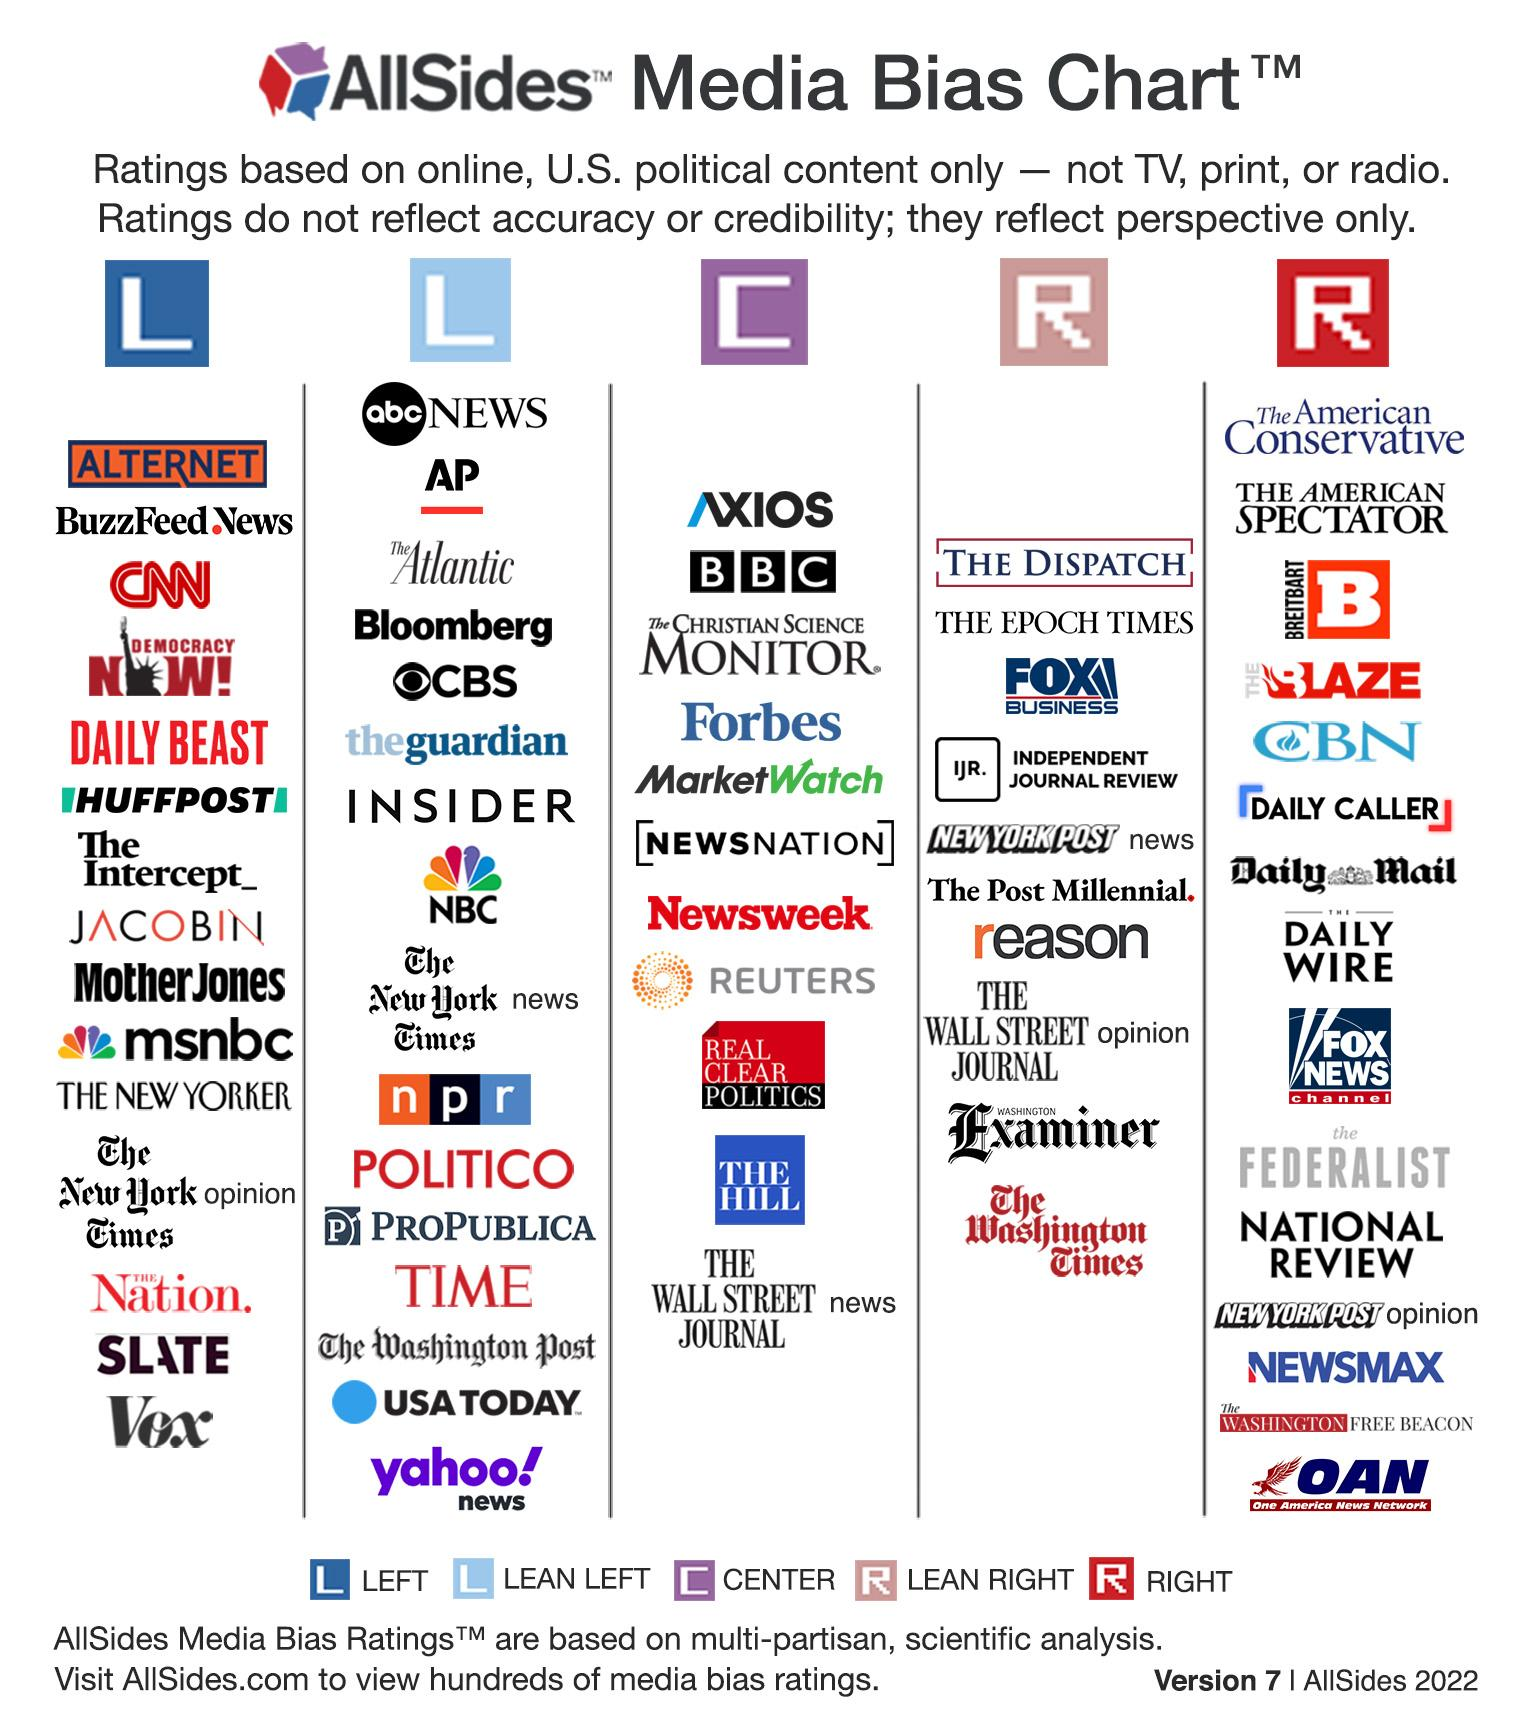 AllSides™ Media Bias Chart™
Ratings based on online, U.S. political content only — not TV, print, or radio.
Ratings do not reflect accuracy or credibility; they reflect perspective only.
L
L
C
R
R
ALTERNET
BuzzFeed.News
CNN
DEMOCRACY
NOW!
DAILY BEAST
HUFFPOST
The
Intercept_
JACOBIN
Mother Jones
msnbc
THE NEW YORKER
The
New York opinion
Times
THE
Nation.
SLATE
Vox
abc NEWS
AP
The
Atlantic
Bloomberg
CBS
theguardian
INSIDER
NBC
The
New York news
Times
npr
POLITICO
P PROPUBLICA
TIME
The Washington Post
USA TODAY
yahoo!
news
AXIOS
BBC
The CHRISTIAN SCIENCE
MONITOR
Forbes
MarketWatch
[NEWSNATION]
Newsweek
REUTERS
REAL
CLEAR
POLITICS
THE
HILL
THE
WALL STREET news
JOURNAL
THE DISPATCH
THE EPOCH TIMES
FOX
BUSINESS
IJR. INDEPENDENT
JOURNAL REVIEW
NEW YORK POST news
The Post Millennial.
reason
THE
WALL STREET opinion
JOURNAL
WASHINGTON
Examiner
The
Washington
Times
The American
Conservative
THE AMERICAN
SPECTATOR
BREITBART B
THE BLAZE
CBN
DAILY CALLER
Daily Mail
THE
DAILY
WIRE
FOX
NEWS
channel
the
FEDERALIST
NATIONAL
REVIEW
NEW YORK POST opinion
NEWSMAX
The
WASHINGTON FREE BEACON
OAN
One America News Network
L LEFT L LEAN LEFT C CENTER R LEAN RIGHT R RIGHT
AllSides Media Bias Ratings™ are based on multi-partisan, scientific analysis.
Visit AllSides.com to view hundreds of media bias ratings.
Version 7 | AllSides 2022